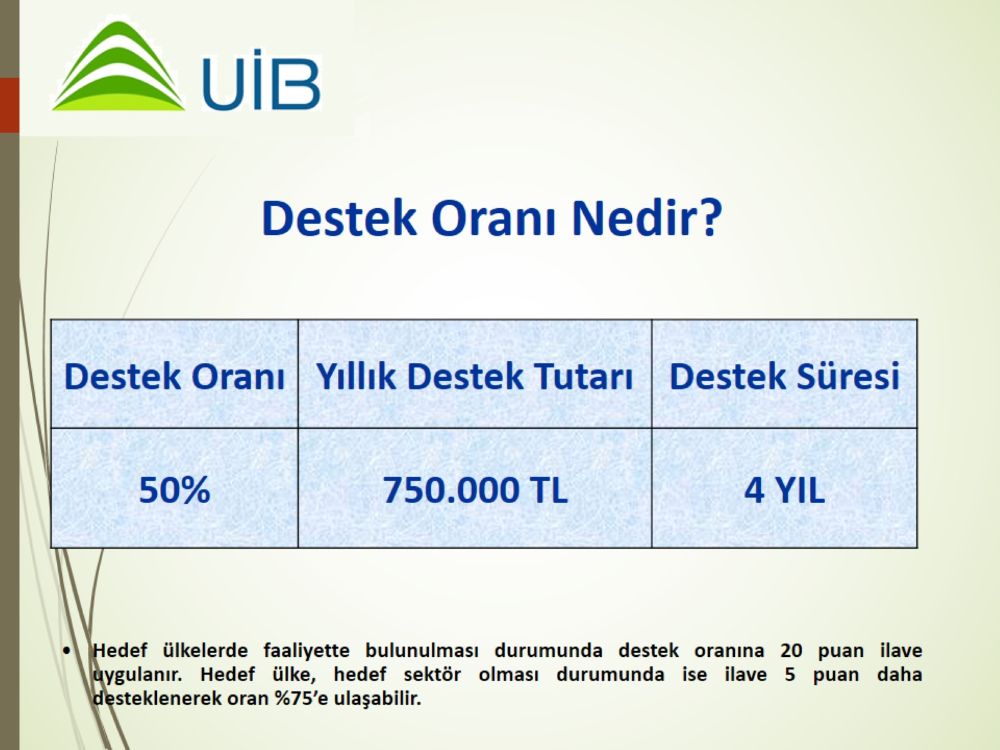 UİB
Destek Oranı Nedir?
Destek Oranı
Yıllık Destek Tutarı
Destek Süresi
50%
750.000 TL
4 YIL
• Hedef ülkelerde faaliyette bulunulması durumunda destek oranına 20 puan ilave
uygulanır. Hedef ülke, hedef sektör olması durumunda ise ilave 5 puan daha
desteklenerek oran %75’e ulaşabilir.